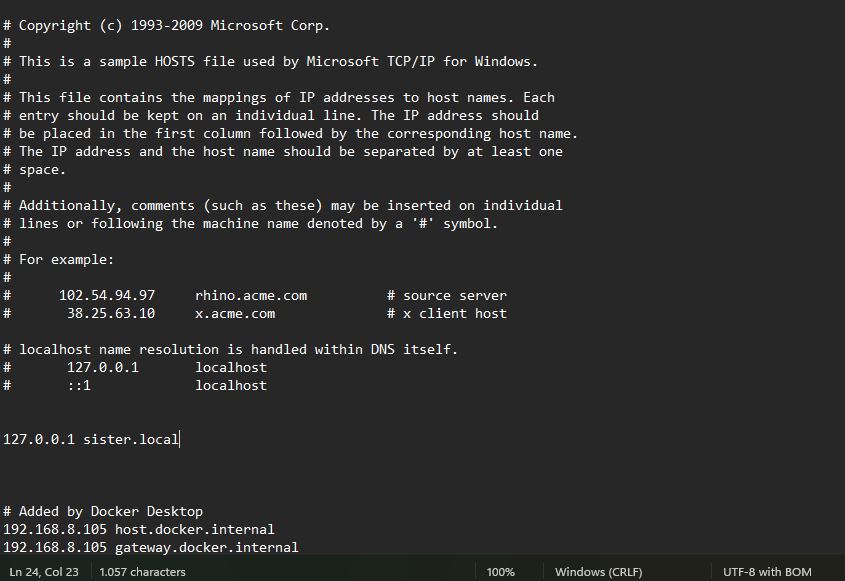 # Copyright (c) 1993-2009 Microsoft Corp.
#
# This is a sample HOSTS file used by Microsoft TCP/IP for Windows.
#
# This file contains the mappings of IP addresses to host names. Each
# entry should be kept on an individual line. The IP address should
# be placed in the first column followed by the corresponding host name.
# The IP address and the host name should be separated by at least one
# space.
#
# Additionally, comments (such as these) may be inserted on individual
# lines or following the machine name denoted by a '#' symbol.
#
# For example:
#
#      102.54.94.97     rhino.acme.com          # source server
#       38.25.63.10     x.acme.com              # x client host
# localhost name resolution is handled within DNS itself.
#       127.0.0.1       localhost
#       ::1             localhost
127.0.0.1 sister.local
# Added by Docker Desktop
192.168.8.105 host.docker.internal
192.168.8.105 gateway.docker.internal
Ln 24, Col 23 1.057 characters 100% Windows (CRLF) UTF-8 with BOM